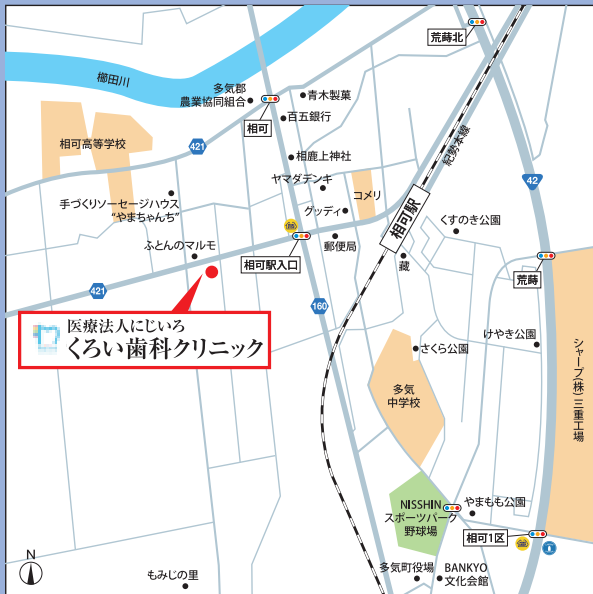 荒蒔北
櫛田川
多気郡
農業協同組合
青木製菓
相可
百五銀行
相可高等学校
421
紀勢本線
相鹿上神社
ヤマダデンキ
コメリ
42
手づくりソーセージハウス
“やまちゃんち”
グッディ
相可駅
くすのき公園
ふとんのマルモ
相可駅入口
郵便局
蔵
荒蒔
421
160
医療法人にじいろ
くろい歯科クリニック
けやき公園
さくら公園
シャープ(株)三重工場
多気
中学校
NISSHIN
スポーツパーク
野球場
やまもも公園
相可1区
N
もみじの里
多気町役場
BANKYO
文化会館